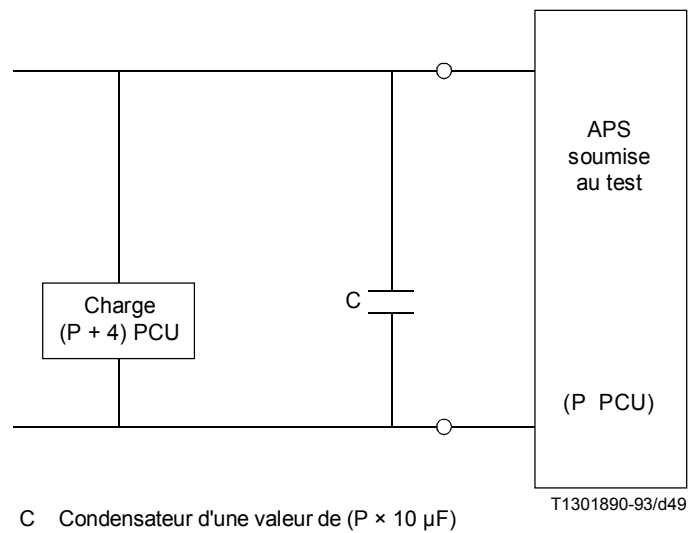 APS
soumise
au test
Charge
(P + 4) PCU
C
(P PCU)
T1301890-93/d49
C Condensateur d'une valeur de (P × 10 µF)